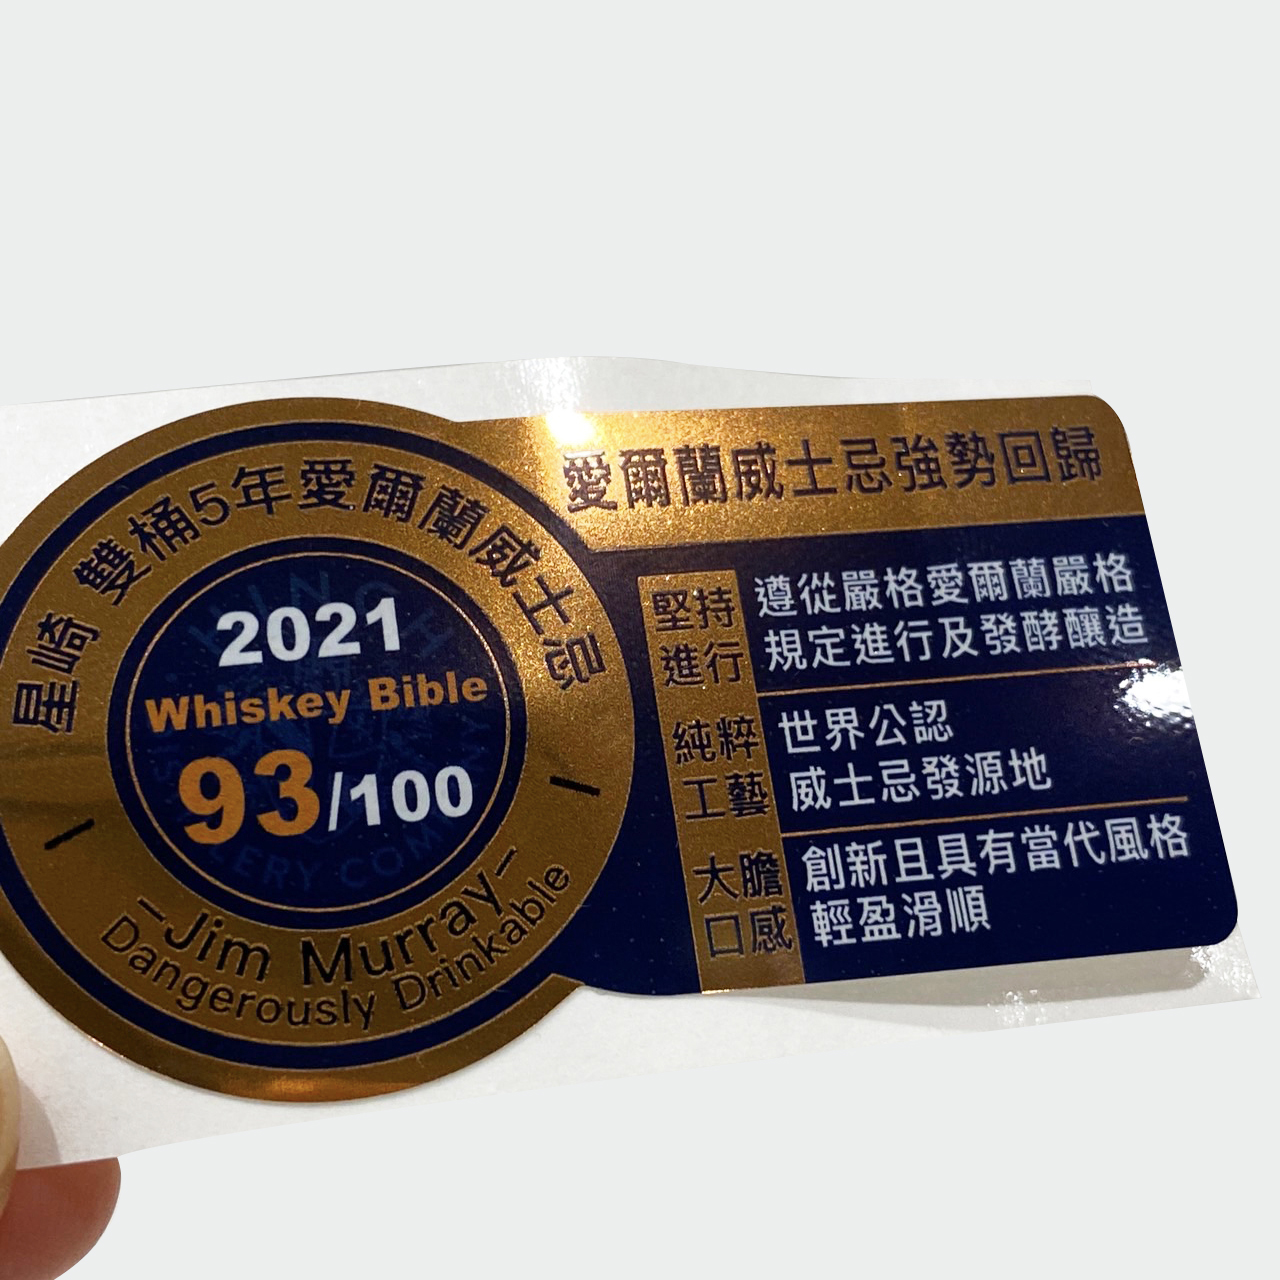 星崎 雙桶5年愛爾蘭威士忌
2021
Whiskey Bible
93/100
-Jim Murray-
Dangerously Drinkable
愛爾蘭威士忌強勢回歸
堅持
進行
遵從嚴格愛爾蘭嚴格
規定進行及發酵釀造
純粹
工藝
世界公認
威士忌發源地
大膽
口感
創新且具有當代風格
輕盈滑順